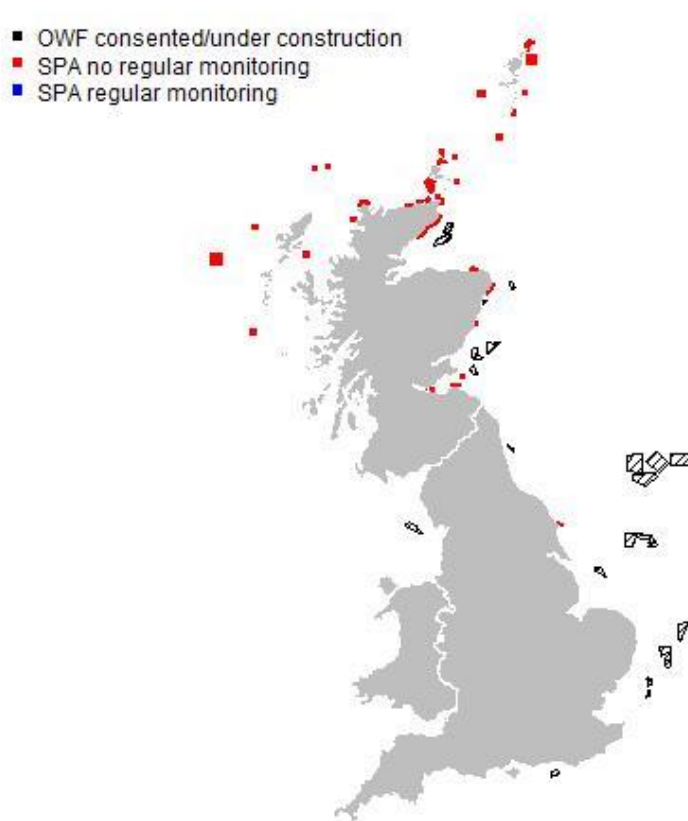 OWF consented/under construction
SPA no regular monitoring
SPA regular monitoring